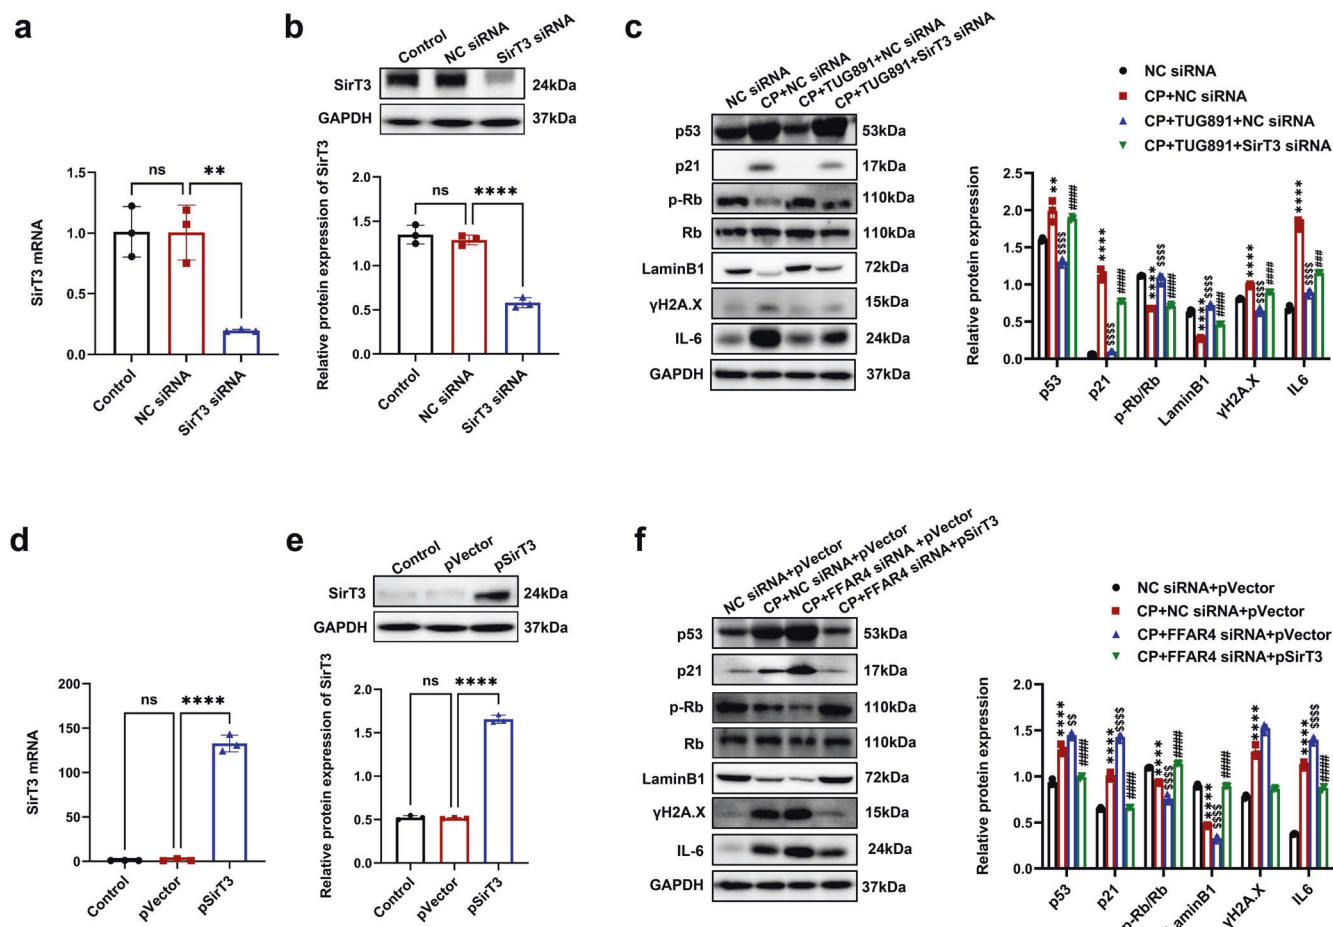 a
SirT3 mRNA
1.5
1.0
0.5
0.0
ns
**
Control
NC siRNA
SirT3 siRNA
b
Control
NC siRNA
SirT3 siRNA
SirT3
24kDa
GAPDH
37kDa
Relative protein expression of SirT3
2.0
1.5
1.0
0.5
0.0
ns
****
Control
NC siRNA
SirT3 siRNA
c
NC siRNA
CP+NC siRNA
CP+TUG891+NC siRNA
CP+TUG891+SirT3 siRNA
p53
53kDa
p21
17kDa
p-Rb
110kDa
Rb
110kDa
LaminB1
72kDa
γH2A.X
15kDa
IL-6
24kDa
GAPDH
37kDa
NC siRNA
CP+NC siRNA
CP+TUG891+NC siRNA
CP+TUG891+SirT3 siRNA
Relative protein expression
2.5
2.0
1.5
1.0
0.5
0.0
**
$$$$
####
****
$$$$
####
****
$$$$
####
****
$$$$
####
****
$$$$
####
****
$$$$
###
p53
p21
p-Rb/Rb
LaminB1
γH2A.X
IL6
d
SirT3 mRNA
200
150
100
50
0
ns
****
Control
pVector
pSirT3
e
Control
pVector
pSirT3
SirT3
24kDa
GAPDH
37kDa
Relative protein expression of SirT3
2.0
1.5
1.0
0.5
0.0
ns
****
Control
pVector
pSirT3
f
NC siRNA+pVector
CP+NC siRNA+pVector
CP+FFAR4 siRNA +pVector
CP+FFAR4 siRNA+pSirT3
p53
53kDa
p21
17kDa
p-Rb
110kDa
Rb
110kDa
LaminB1
72kDa
γH2A.X
15kDa
IL-6
24kDa
GAPDH
37kDa
NC siRNA+pVector
CP+NC siRNA+pVector
CP+FFAR4 siRNA+pVector
CP+FFAR4 siRNA+pSirT3
Relative protein expression
2.0
1.5
1.0
0.5
0.0
****
$$
####
****
$$$$
####
****
$$$$
####
****
$$$$
####
****
****
$$$$
####
p53
p21
p-Rb/Rb
LaminB1
γH2A.X
IL6